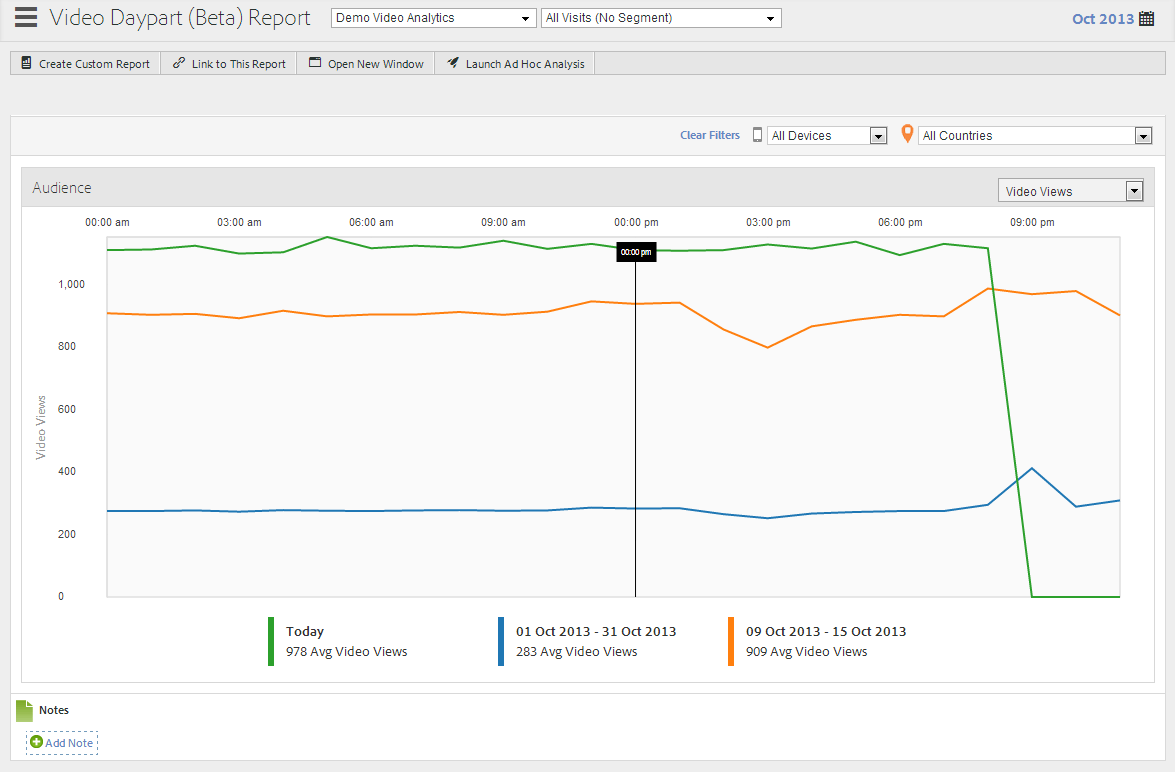 Video Daypart (Beta) Report Demo Video Analytics All Visits (No Segment) Oct 2013
Create Custom Report Link to This Report Open New Window Launch Ad Hoc Analysis
Clear Filters All Devices All Countries
Audience Video Views
00:00 am 03:00 am 06:00 am 09:00 am 00:00 pm 03:00 pm 06:00 pm 09:00 pm
00:00 pm
1,000
800
600
400
200
0
Video Views
Today 01 Oct 2013 - 31 Oct 2013 09 Oct 2013 - 15 Oct 2013
978 Avg Video Views 283 Avg Video Views 909 Avg Video Views
Notes
Add Note